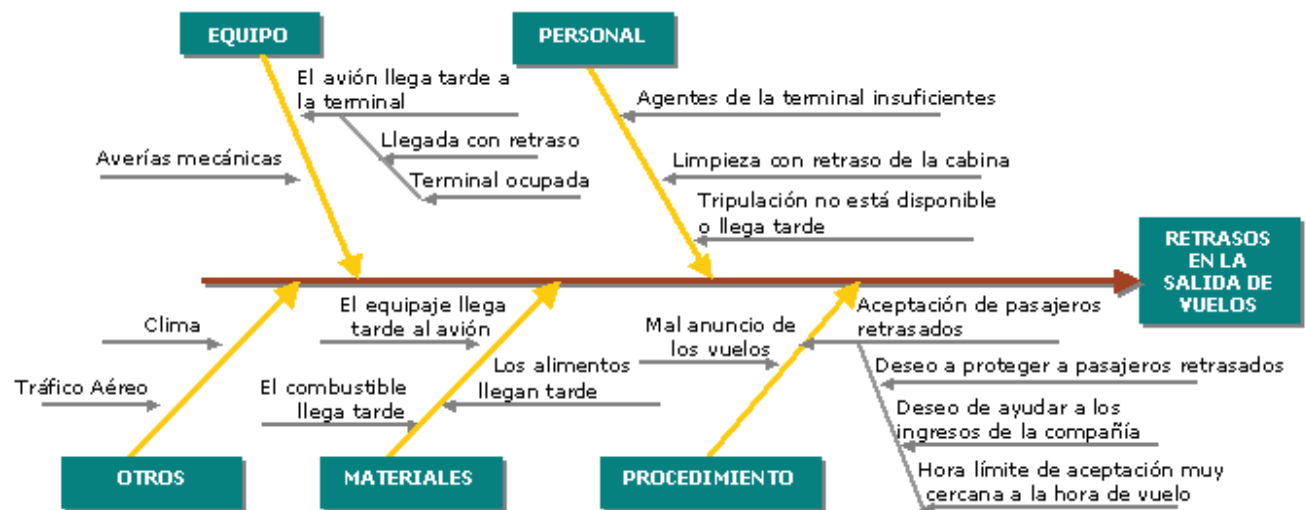 EQUIPO
PERSONAL
El avión llega tarde a
la terminal
Agentes de la terminal insuficientes
Averías mecánicas
Llegada con retraso
Terminal ocupada
Limpieza con retraso de la cabina
Tripulación no está disponible
o llega tarde
RETRASOS
EN LA
SALIDA DE
VUELOS
Clima
Tráfico Aéreo
El equipaje llega
tarde al avión
El combustible
llega tarde
Los alimentos
llegan tarde
Mal anuncio de
los vuelos
Aceptación de pasajeros
retrasados
Deseo a proteger a pasajeros retrasados
Deseo de ayudar a los
ingresos de la compañía
Hora límite de aceptación muy
cercana a la hora de vuelo
OTROS
MATERIALES
PROCEDIMIENTO